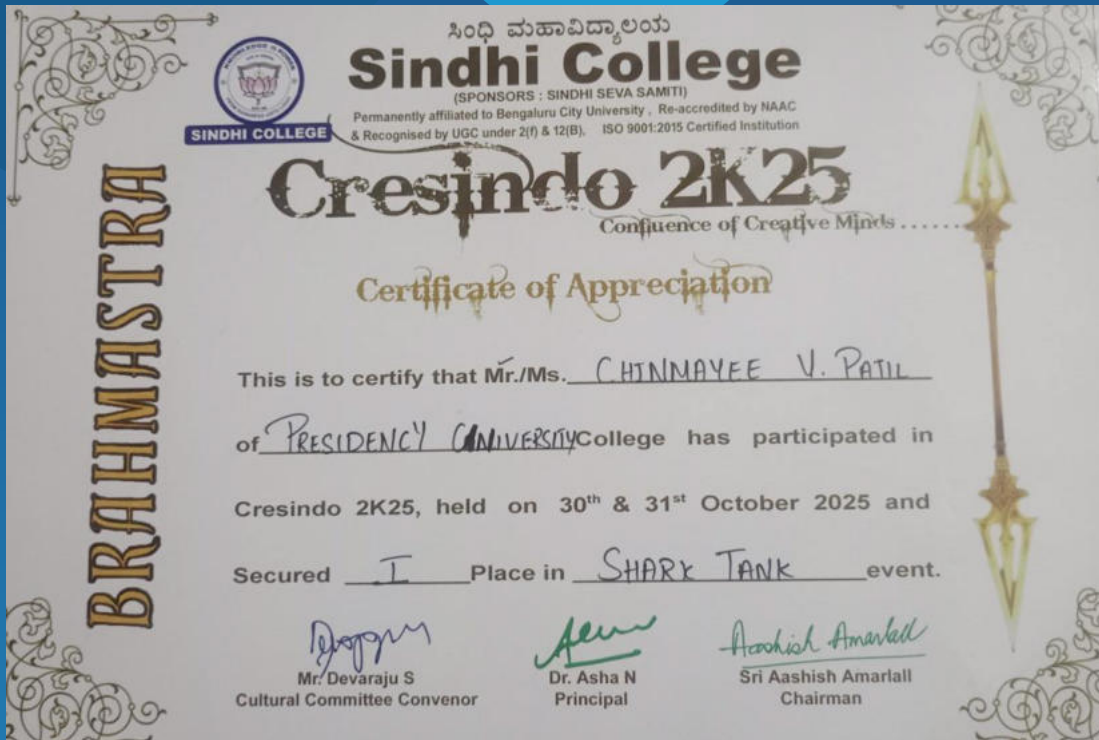 ಸಿಂಧಿ ಮಹಾವಿದ್ಯಾಲಯ
Sindhi College
(SPONSORS : SINDHI SEVA SAMITI)
Permanently affiliated to Bengaluru City University , Re-accredited by NAAC
& Recognised by UGC under 2(f) & 12(B), ISO 9001:2015 Certified Institution
SINDHI COLLEGE
Cresindo 2K25
Confluence of Creative Minds ......
BRAHMASTRA
Certificate of Appreciation
This is to certify that Mr./Ms. CHINMAYEE V. PATIL
of PRESIDENCY UNIVERSITY College has participated in
Cresindo 2K25, held on 30th & 31st October 2025 and
Secured I Place in SHARK TANK event.
Aashish Amarlall
Mr. Devaraju S Dr. Asha N Sri Aashish Amarlall
Cultural Committee Convenor Principal Chairman